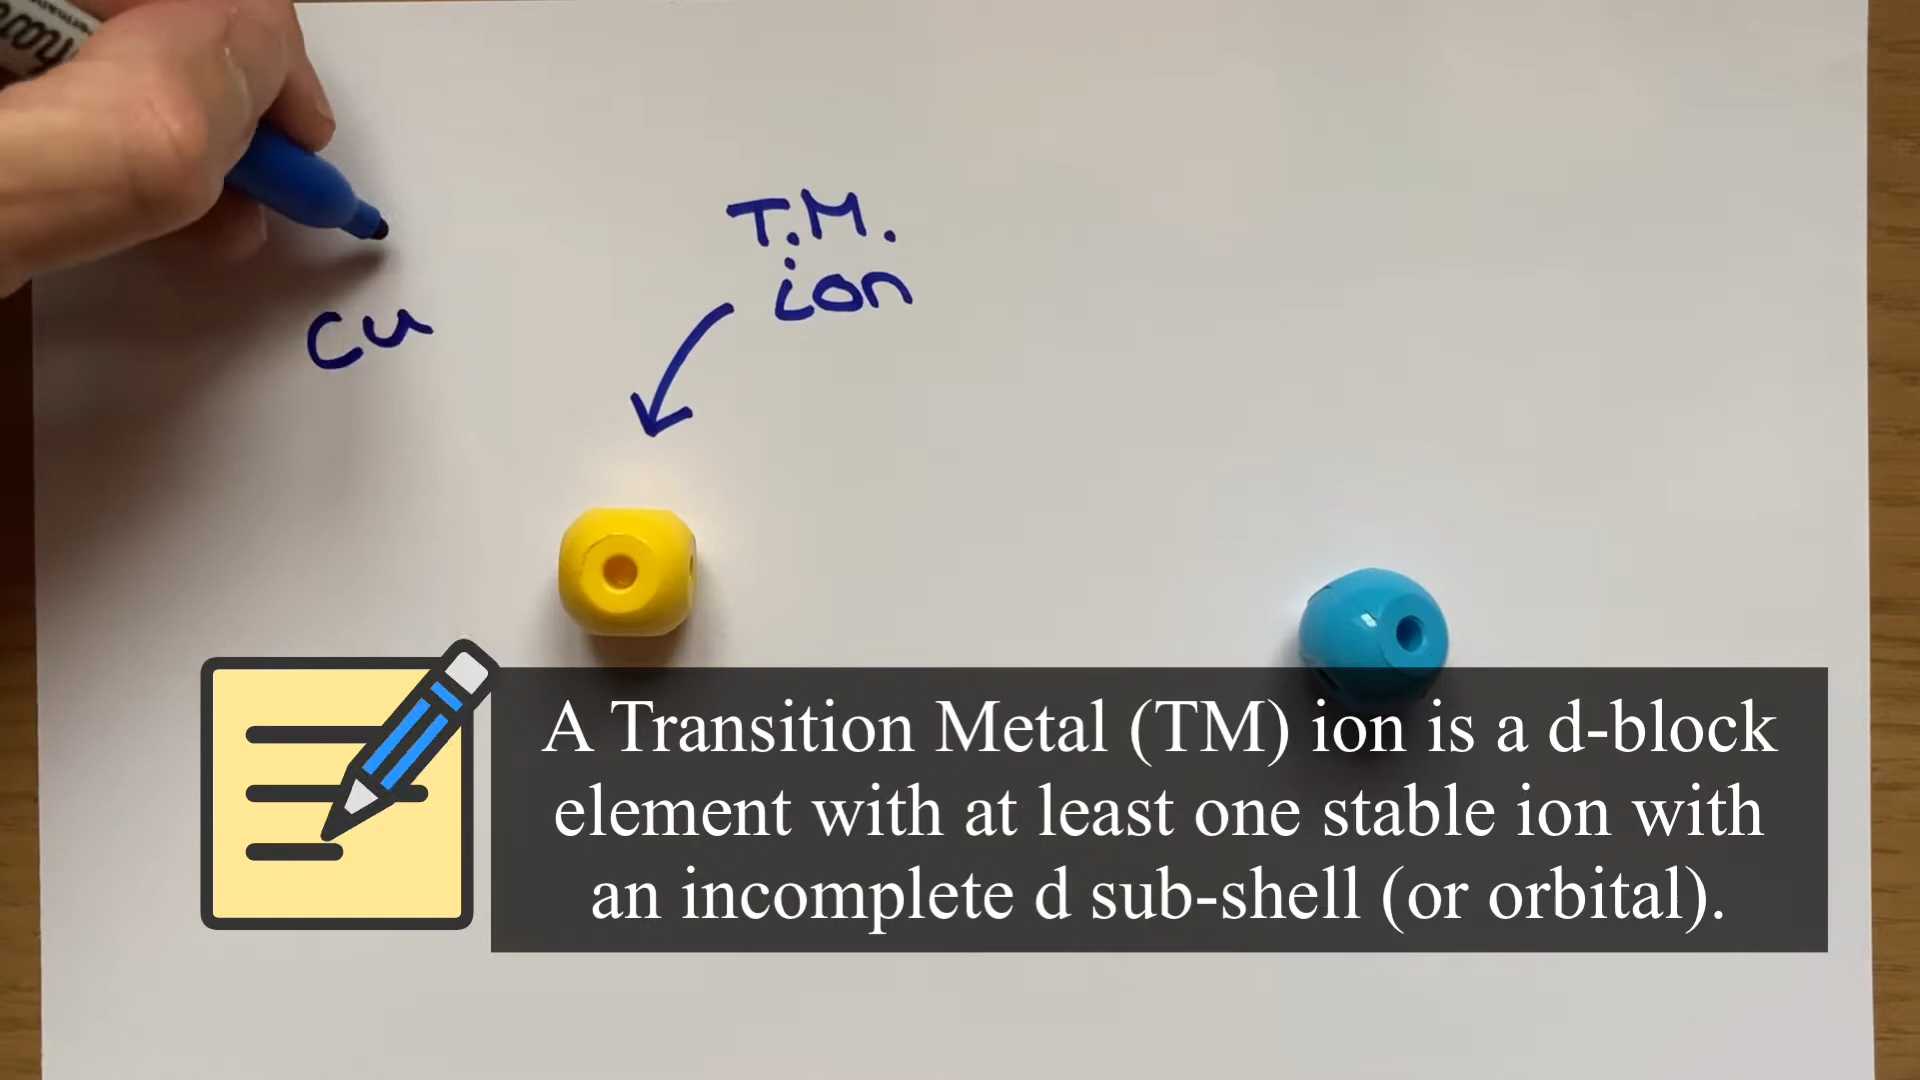 T.M.
ion
Cu
A Transition Metal (TM) ion is a d-block
element with at least one stable ion with
an incomplete d sub-shell (or orbital).